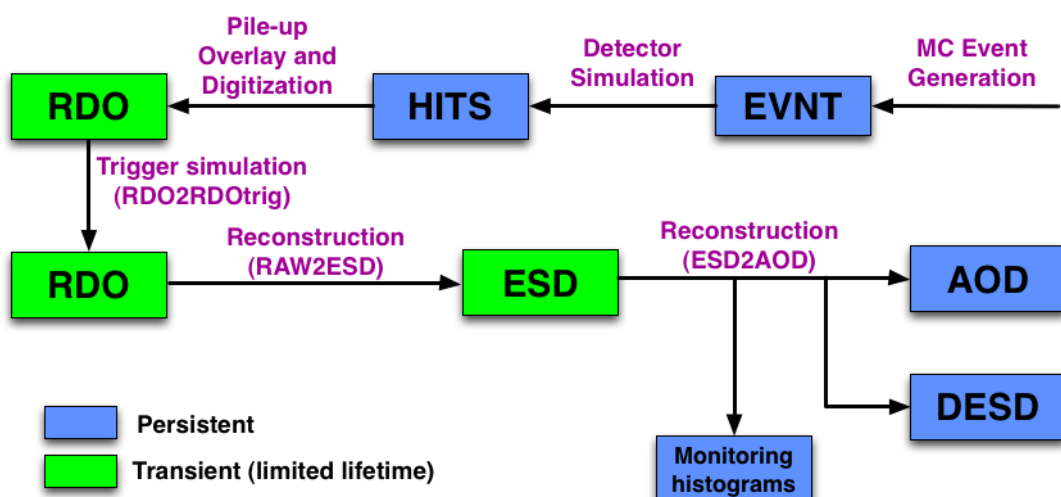 Pile-up
Overlay and
Digitization
Detector
Simulation
MC Event
Generation
RDO
HITS
EVNT
Trigger simulation
(RDO2RDOtrig)
Reconstruction
(RAW2ESD)
Reconstruction
(ESD2AOD)
RDO
ESD
AOD
DESD
Persistent
Transient (limited lifetime)
Monitoring
histograms